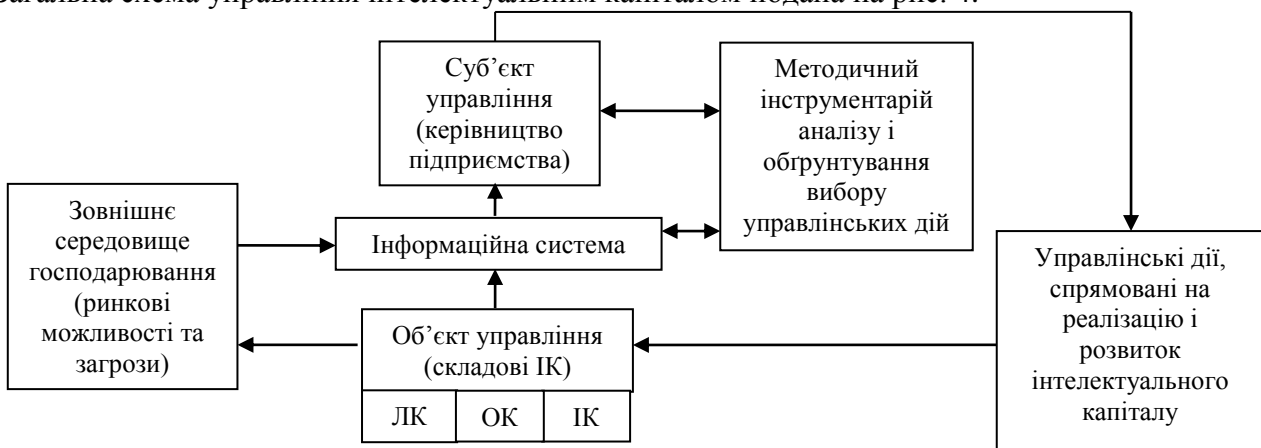 Загальна схема управління інтелектуальним капіталом подана на рис. 4.
Суб’єкт
управління
(керівництво
підприємства)
Методичний
інструментарій
аналізу і
обґрунтування
вибору
управлінських дій
Зовнішнє
середовище
господарювання
(ринкові
можливості та
загрози)
Інформаційна система
Об’єкт управління
(складові ІК)
ЛК
ОК
ІК
Управлінські дії,
спрямовані на
реалізацію і
розвиток
інтелектуального
капіталу